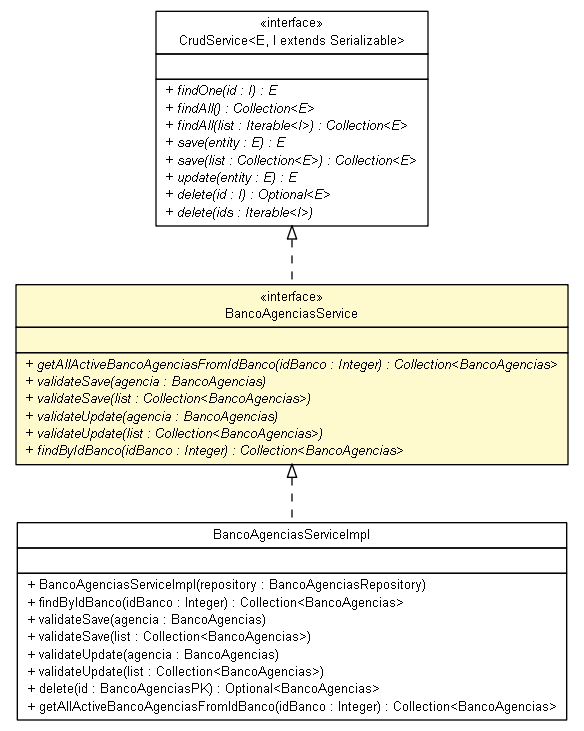 «interface»
CrudService<E, I extends Serializable>
+ findOne(id : I) : E
+ findAll() : Collection<E>
+ findAll(list : Iterable<I>) : Collection<E>
+ save(entity : E) : E
+ save(list : Collection<E>) : Collection<E>
+ update(entity : E) : E
+ delete(id : I) : Optional<E>
+ delete(ids : Iterable<I>)
«interface»
BancoAgenciasService
+ getAllActiveBancoAgenciasFromIdBanco(idBanco : Integer) : Collection<BancoAgencias>
+ validateSave(agencia : BancoAgencias)
+ validateSave(list : Collection<BancoAgencias>)
+ validateUpdate(agencia : BancoAgencias)
+ validateUpdate(list : Collection<BancoAgencias>)
+ findByIdBanco(idBanco : Integer) : Collection<BancoAgencias>
BancoAgenciasServiceImpl
+ BancoAgenciasServiceImpl(repository : BancoAgenciasRepository)
+ findByIdBanco(idBanco : Integer) : Collection<BancoAgencias>
+ validateSave(agencia : BancoAgencias)
+ validateSave(list : Collection<BancoAgencias>)
+ validateUpdate(agencia : BancoAgencias)
+ validateUpdate(list : Collection<BancoAgencias>)
+ delete(id : BancoAgenciasPK) : Optional<BancoAgencias>
+ getAllActiveBancoAgenciasFromIdBanco(idBanco : Integer) : Collection<BancoAgencias>